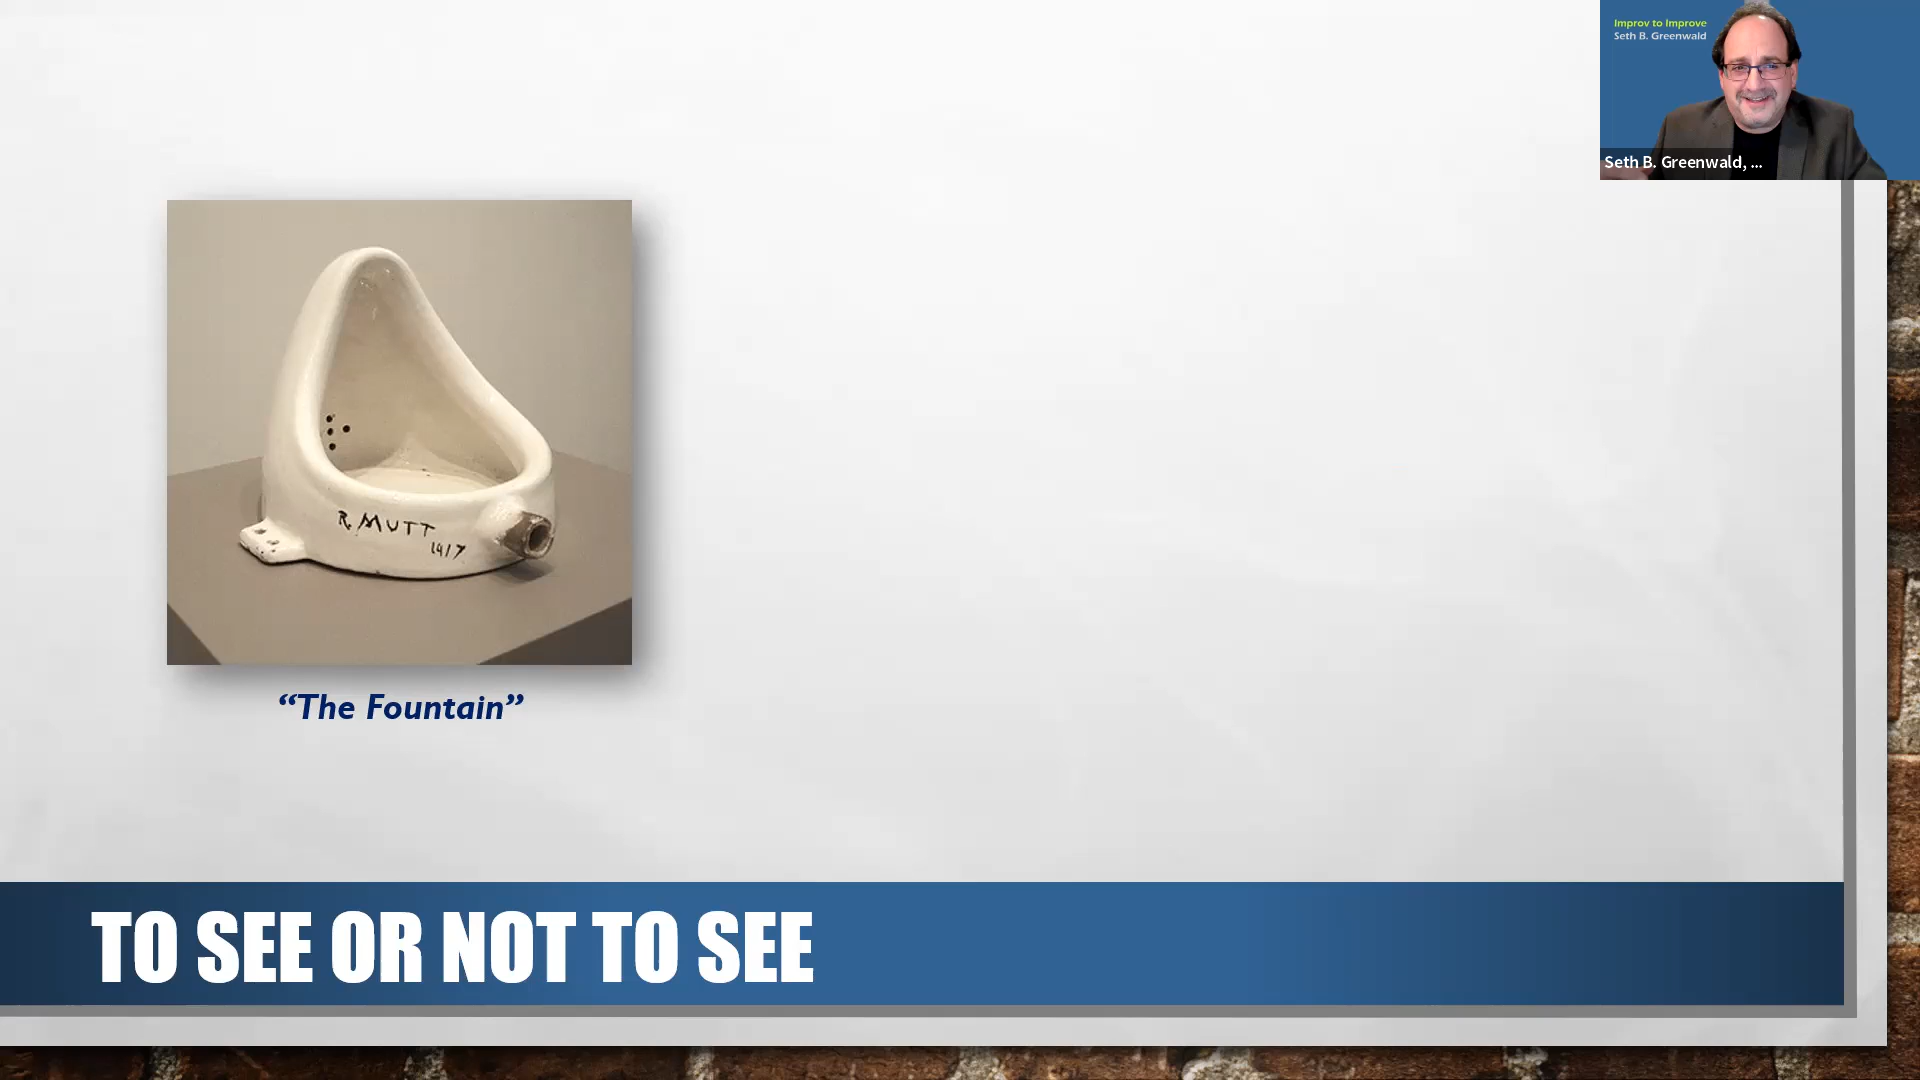 Improv to Improve
Seth B. Greenwald
Seth B. Greenwald, ...
R. MUTT
1917
“The Fountain”
TO SEE OR NOT TO SEE